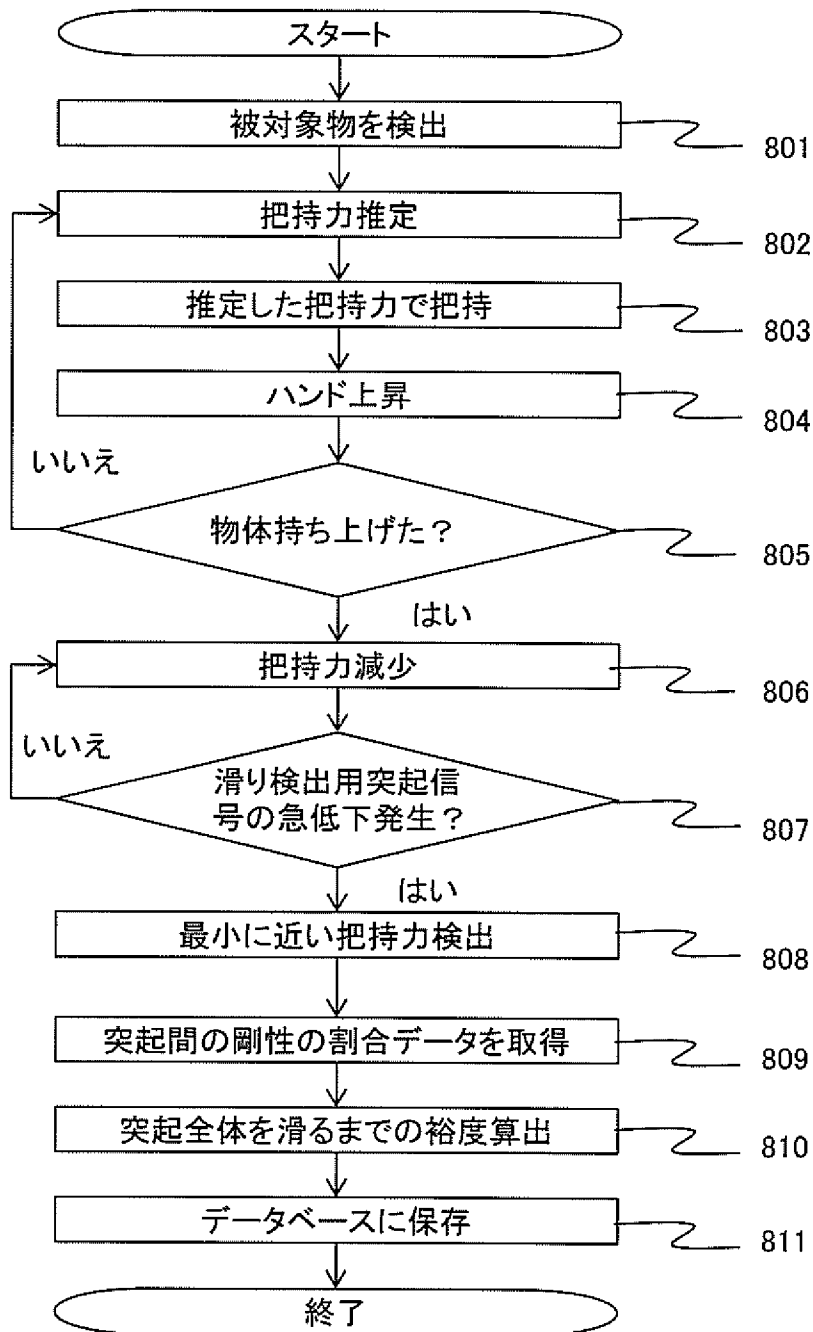 スタート
被対象物を検出
801
把持力推定
802
推定した把持力で把持
803
ハンド上昇
804
いいえ
物体持ち上げた？
805
はい
把持力減少
806
いいえ
滑り検出用突起信
号の急低下発生？
807
はい
最小に近い把持力検出
808
突起間の剛性の割合データを取得
809
突起全体を滑るまでの裕度算出
810
データベースに保存
811
終了